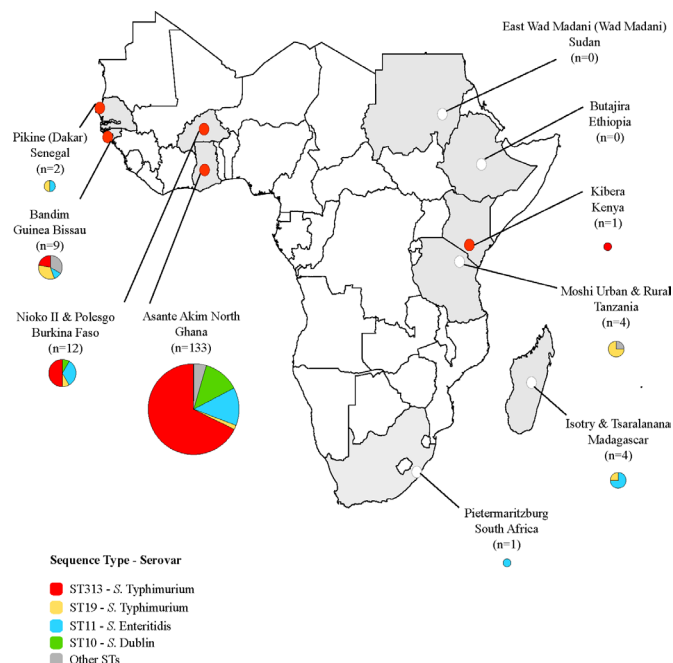 East Wad Madani (Wad Madani)
Sudan
(n=0)
Butajira
Ethiopia
(n=0)
Pikine (Dakar)
Senegal
(n=2)
Kibera
Kenya
(n=1)
Bandim
Guinea Bissau
(n=9)
Moshi Urban & Rural
Tanzania
(n=4)
Nioko II & Polesgo
Burkina Faso
(n=12)
Asante Akim North
Ghana
(n=133)
Isotry & Tsaralanana
Madagascar
(n=4)
Pietermaritzburg
South Africa
(n=1)
Sequence Type - Serovar
ST313 - S. Typhimurium
ST19 - S. Typhimurium
ST11 - S. Enteritidis
ST10 - S. Dublin
Other STs